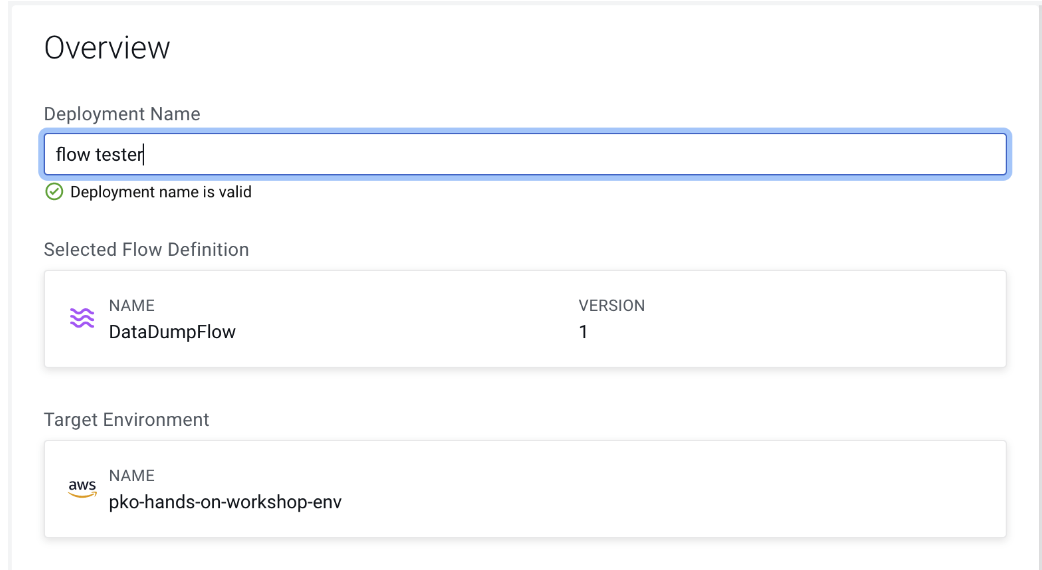 Overview
Deployment Name
flow tester
Deployment name is valid
Selected Flow Definition
NAME
DataDumpFlow
VERSION
1
Target Environment
aws
NAME
pko-hands-on-workshop-env